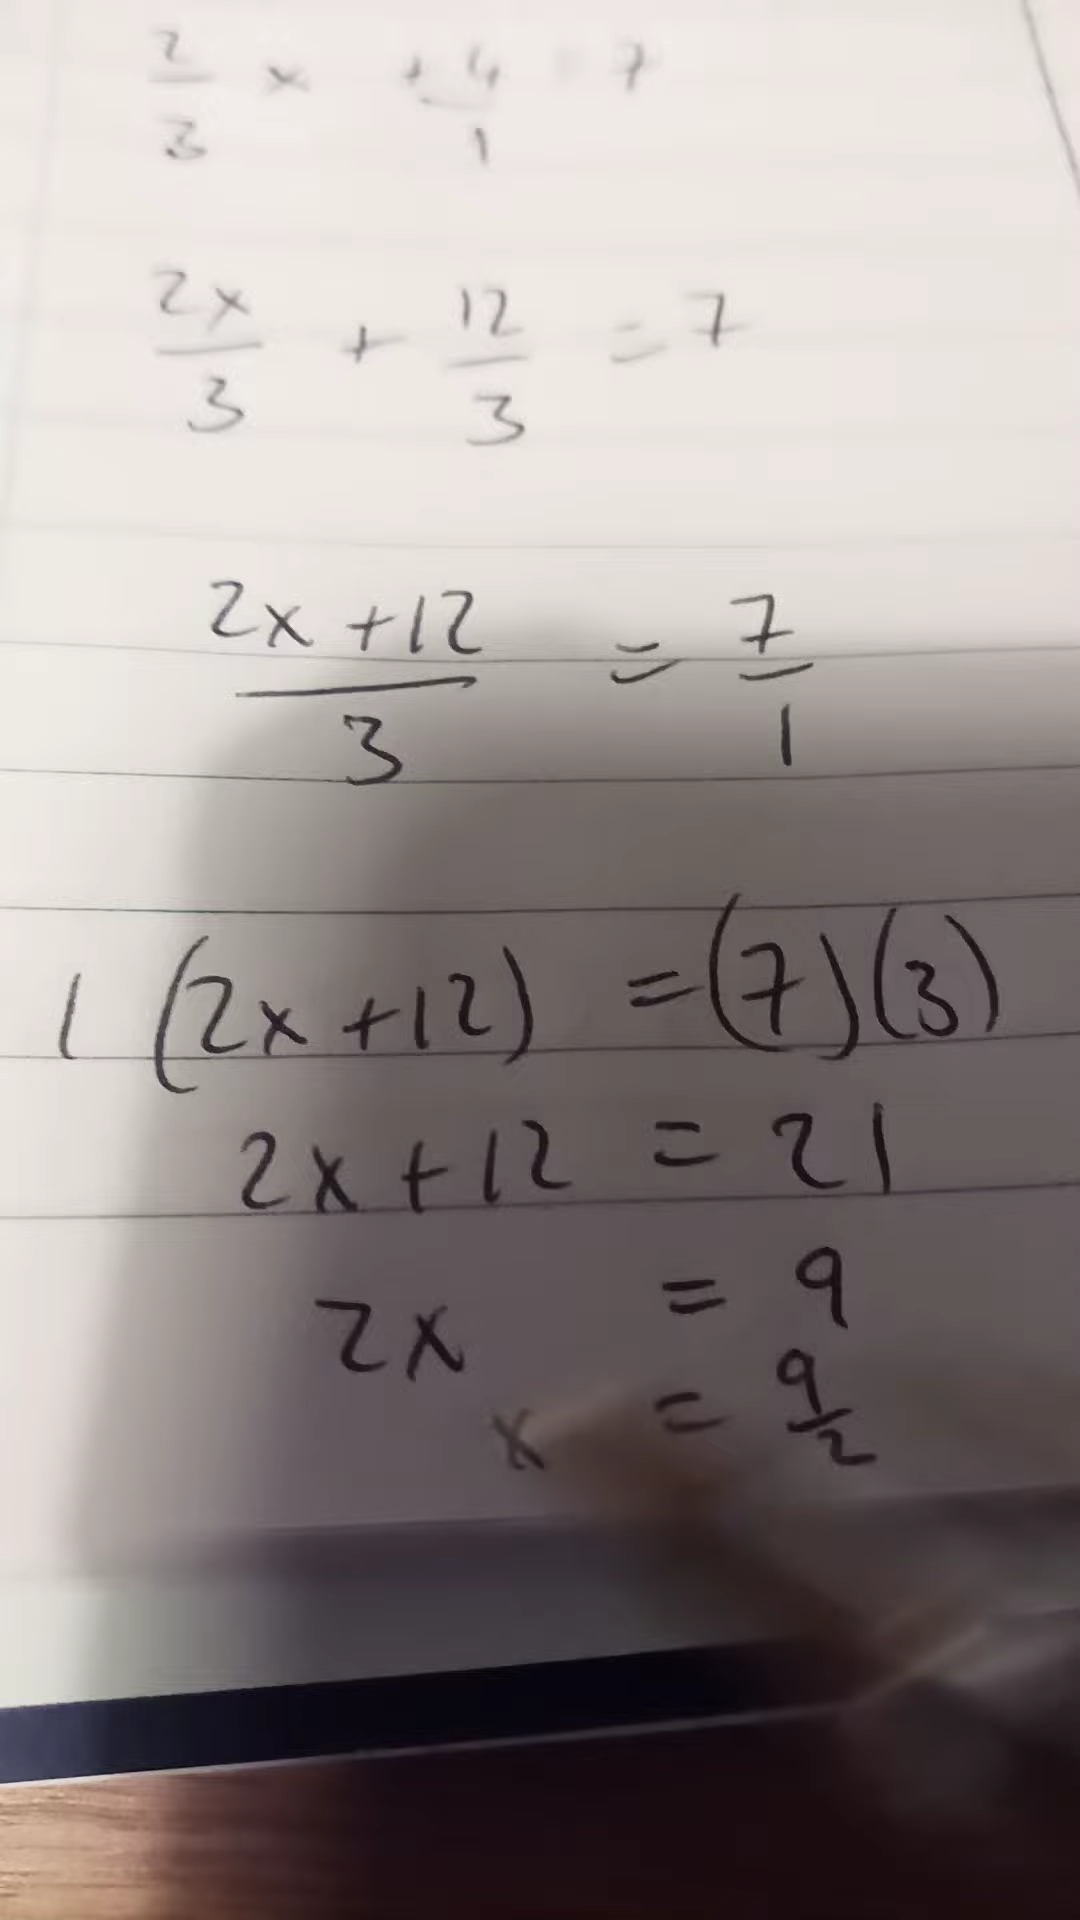 2/3 x + 4/1 = 7
2x/3 + 12/3 = 7
2x+12/3 = 7/1
1 (2x+12) = (7)(3)
2x+12 = 21
2x = 9
x = 9/2